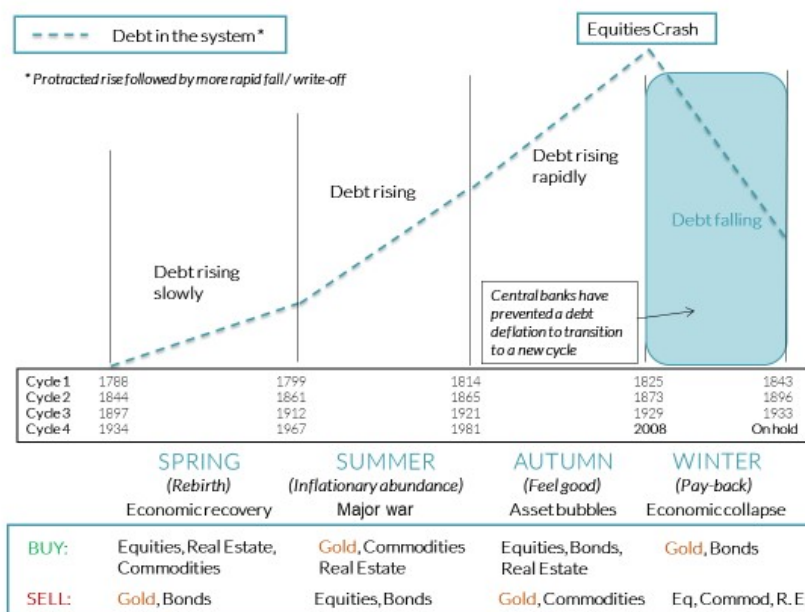 Debt in the system*
Equities Crash
* Protracted rise followed by more rapid fall / write-off
Debt rising
rapidly
Debt rising
Debt falling
Debt rising
slowly
Central banks have
prevented a debt
deflation to transition
to a new cycle
Cycle 1 1788 1799 1814 1825 1843
Cycle 2 1844 1861 1865 1873 1896
Cycle 3 1897 1912 1921 1929 1933
Cycle 4 1934 1967 1981 2008 On hold
SPRING SUMMER AUTUMN WINTER
(Rebirth) (Inflationary abundance) (Feel good) (Pay-back)
Economic recovery Major war Asset bubbles Economic collapse
BUY: Equities, Real Estate, Gold, Commodities Equities, Bonds, Gold, Bonds
Commodities Real Estate Real Estate
SELL: Gold, Bonds Equities, Bonds Gold, Commodities Eq, Commod, R. E